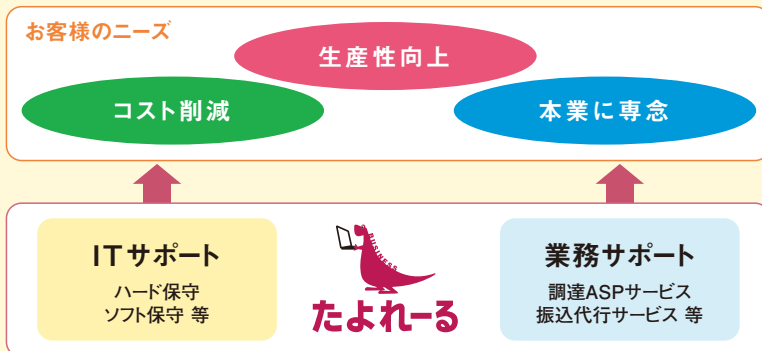 お客様のニーズ
生産性向上
コスト削減
本業に専念
ITサポート
ハード保守
ソフト保守 等
BUSINESS
たよれーる
業務サポート
調達ASPサービス
振込代行サービス 等